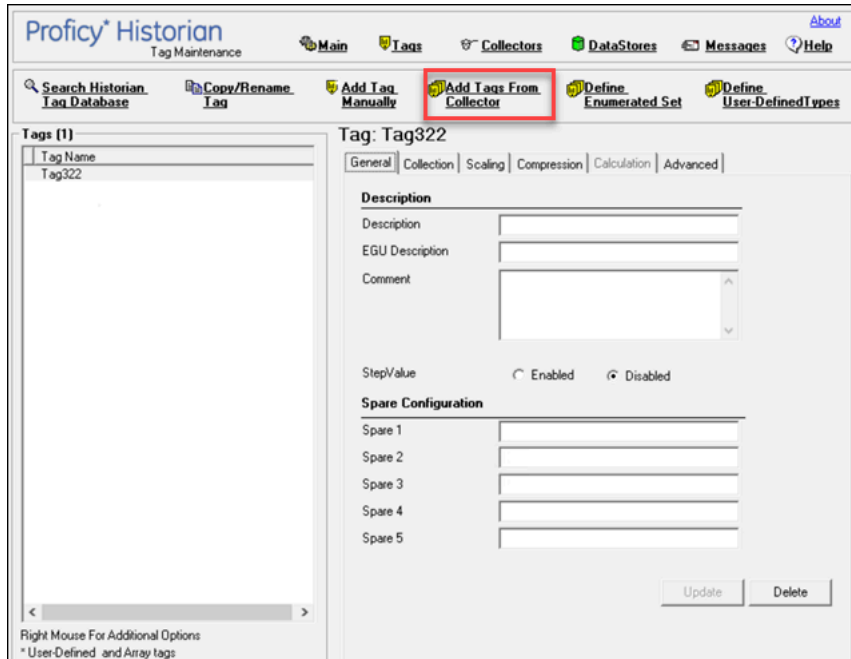 About
Proficy* Historian
Tag Maintenance
Main Tags Collectors DataStores Messages Help
Search Historian Copy/Rename Add Tag Add Tags From Define Define
Tag Database Tag Manually Collector Enumerated Set User-DefinedTypes
Tags (1)
Tag Name
Tag322
Right Mouse For Additional Options
* User-Defined and Array tags
Tag: Tag322
General Collection Scaling Compression Calculation Advanced
Description
Description
EGU Description
Comment
StepValue Enabled Disabled
Spare Configuration
Spare 1
Spare 2
Spare 3
Spare 4
Spare 5
Update Delete